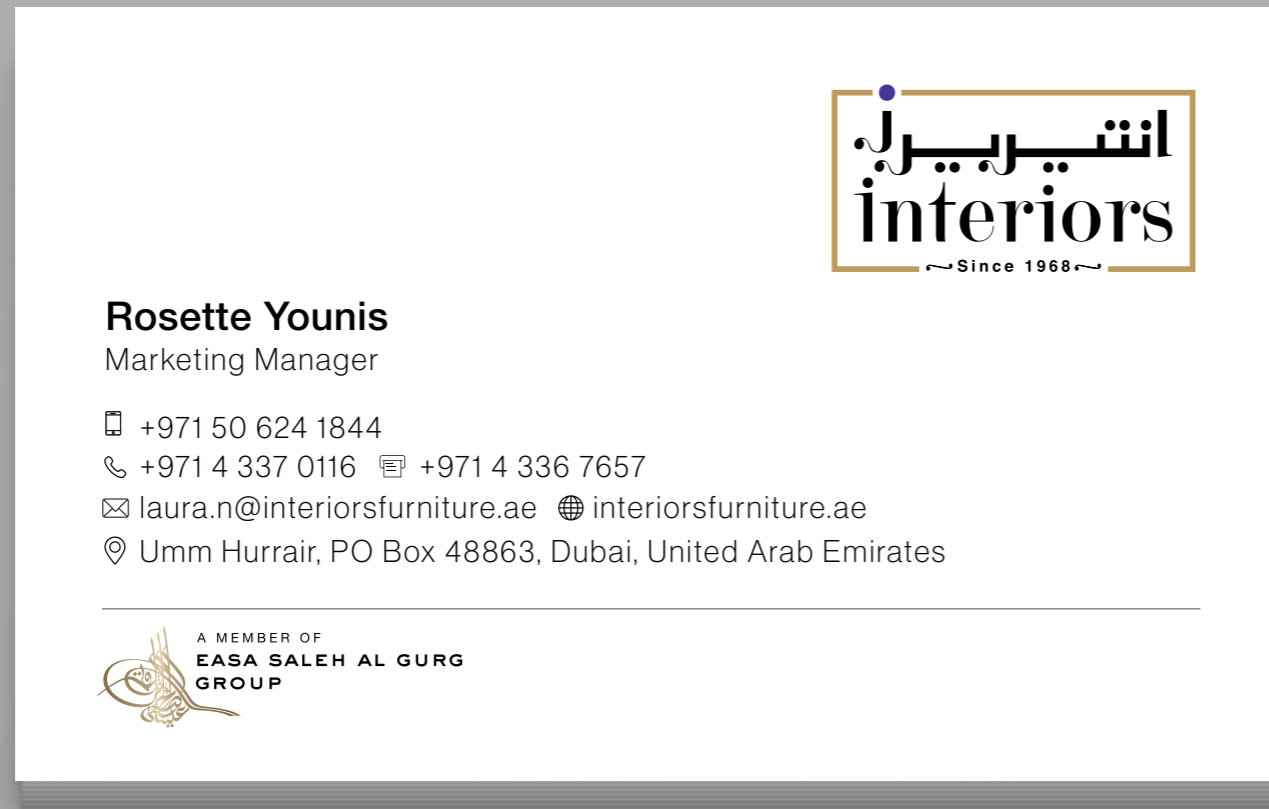 انتيريرز
interiors
Since 1968
Rosette Younis
Marketing Manager
+971 50 624 1844
+971 4 337 0116 +971 4 336 7657
laura.n@interiorsfurniture.ae interiorsfurniture.ae
Umm Hurrair, PO Box 48863, Dubai, United Arab Emirates
A MEMBER OF
EASA SALEH AL GURG
GROUP